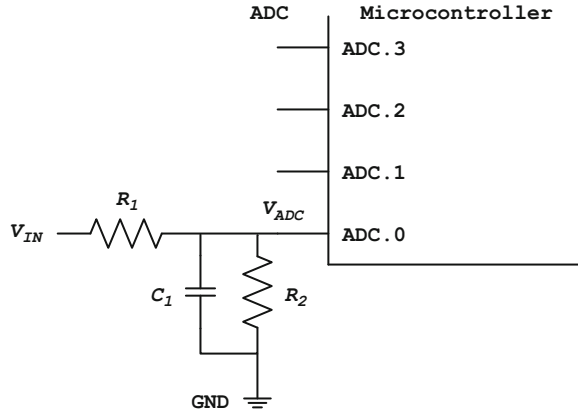 ADC Microcontroller
ADC.3
ADC.2
ADC.1
R1
VIN
VADC
ADC.0
C1
R2
GND